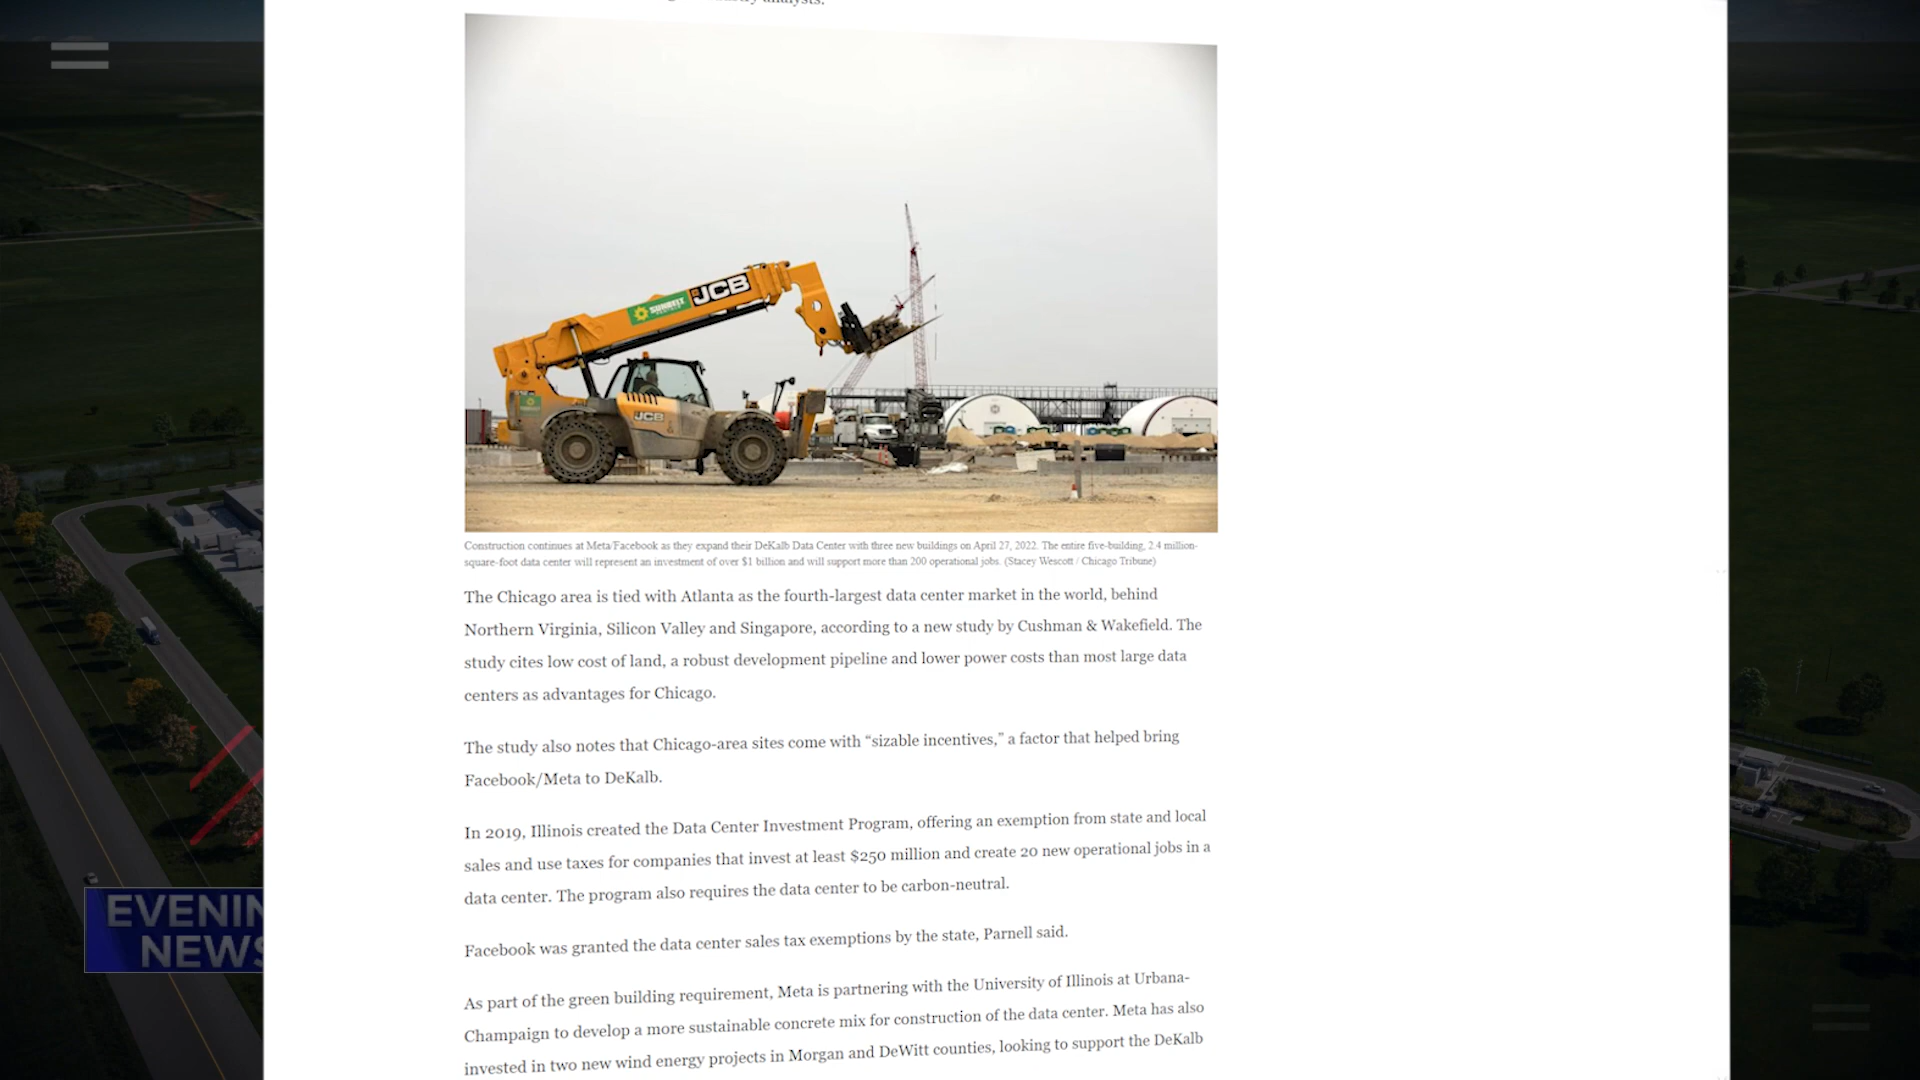 analysts.
SUNBELT
JCB
JCB
Construction continues at Meta/Facebook as they expand their DeKalb Data Center with three new buildings on April 27, 2022. The entire five-building, 2.4 million-
square-foot data center will represent an investment of over $1 billion and will support more than 200 operational jobs. (Stacey Wescott / Chicago Tribune)
The Chicago area is tied with Atlanta as the fourth-largest data center market in the world, behind
Northern Virginia, Silicon Valley and Singapore, according to a new study by Cushman & Wakefield. The
study cites low cost of land, a robust development pipeline and lower power costs than most large data
centers as advantages for Chicago.
The study also notes that Chicago-area sites come with “sizable incentives,” a factor that helped bring
Facebook/Meta to DeKalb.
In 2019, Illinois created the Data Center Investment Program, offering an exemption from state and local
sales and use taxes for companies that invest at least $250 million and create 20 new operational jobs in a
data center. The program also requires the data center to be carbon-neutral.
Facebook was granted the data center sales tax exemptions by the state, Parnell said.
As part of the green building requirement, Meta is partnering with the University of Illinois at Urbana-
Champaign to develop a more sustainable concrete mix for construction of the data center. Meta has also
invested in two new wind energy projects in Morgan and DeWitt counties, looking to support the DeKalb
EVENIN
NEWS